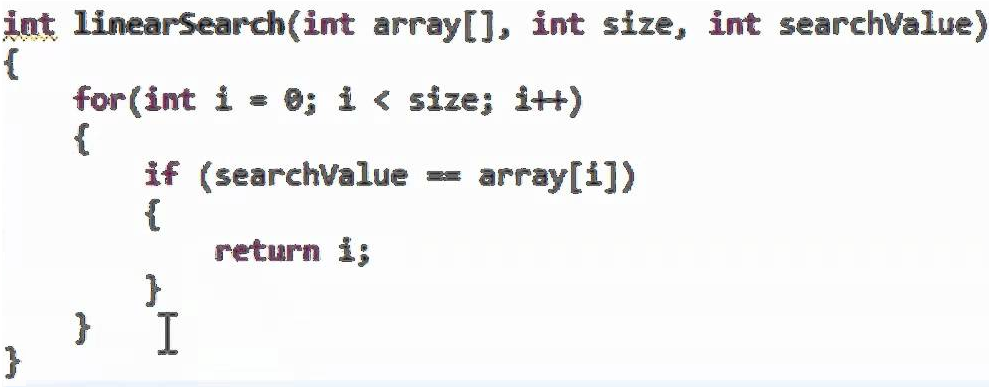 int linearSearch(int array[], int size, int searchValue)
{
    for(int i = 0; i < size; i++)
    {
        if (searchValue == array[i])
        {
            return i;
        }
    }
}